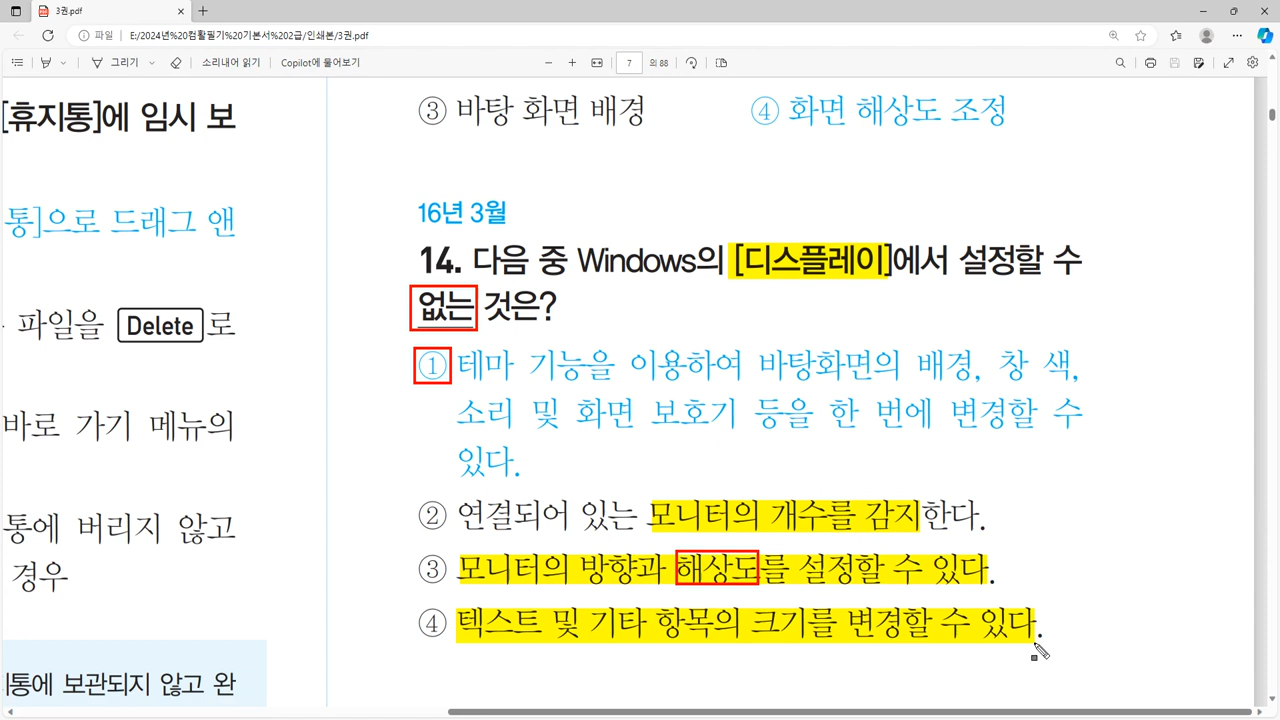 3권.pdf
파일
E:/2024년%20컴활필기%20기본서%202급/인쇄본/3권.pdf
그리기
소리내어 읽기
Copilot에 물어보기
7
의 88
[휴지통]에 임시 보
통]으로 드래그 앤
파일을 Delete로
바로 가기 메뉴의
통에 버리지 않고
경우
지통에 보관되지 않고 완
③ 바탕 화면 배경
④ 화면 해상도 조정
16년 3월
14. 다음 중 Windows의 [디스플레이]에서 설정할 수
없는 것은?
① 테마 기능을 이용하여 바탕화면의 배경, 창 색,
소리 및 화면 보호기 등을 한 번에 변경할 수
있다.
② 연결되어 있는 모니터의 개수를 감지한다.
③ 모니터의 방향과 해상도를 설정할 수 있다.
④ 텍스트 및 기타 항목의 크기를 변경할 수 있다.